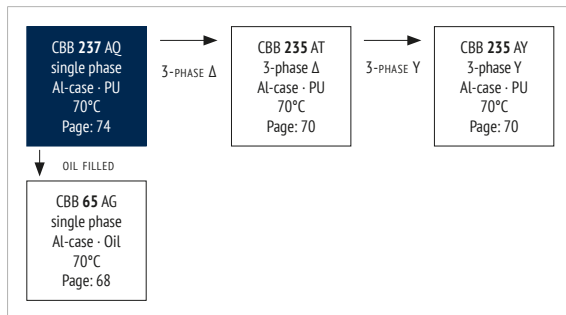 CBB 237 AQ
single phase
Al-case · PU
70°C
Page: 74
3-PHASE Δ
CBB 235 AT
3-phase Δ
Al-case · PU
70°C
Page: 70
3-PHASE Y
CBB 235 AY
3-phase Y
Al-case · PU
70°C
Page: 70
OIL FILLED
CBB 65 AG
single phase
Al-case · Oil
70°C
Page: 68